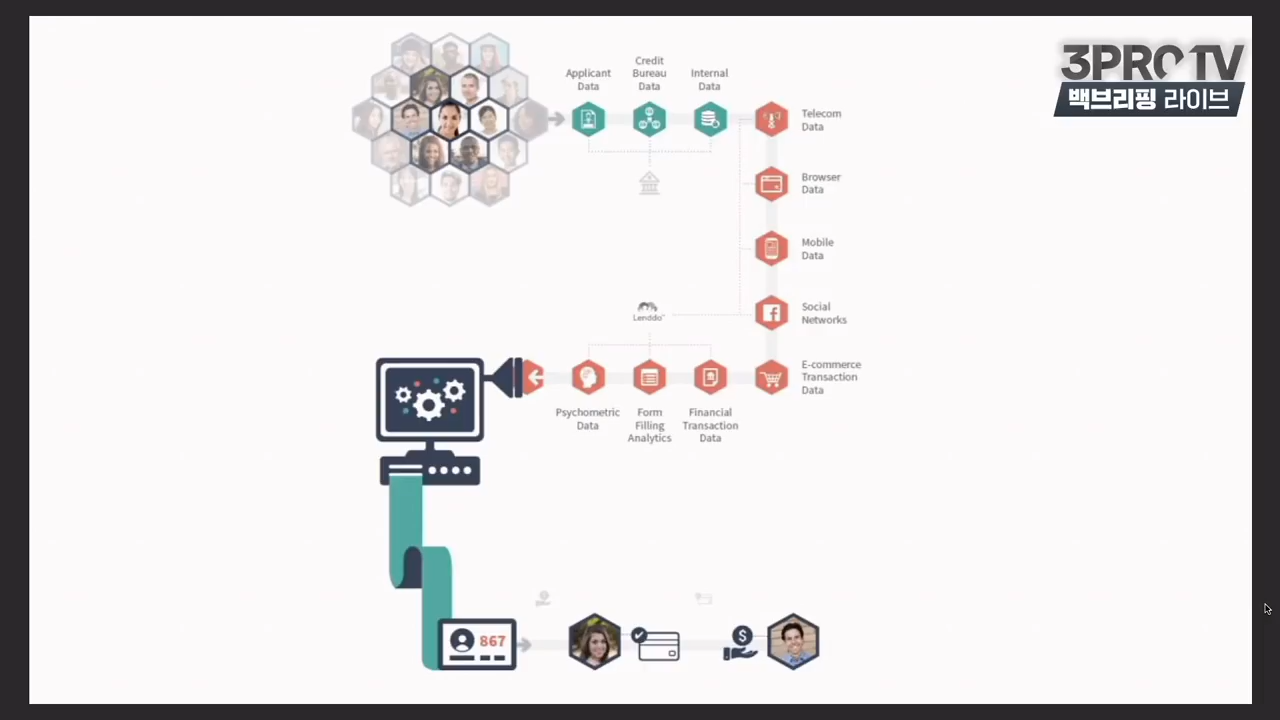 3PROTV
백브리핑 라이브
Applicant
Data
Credit
Bureau
Data
Internal
Data
Telecom
Data
Browser
Data
Mobile
Data
Social
Networks
Lenddo
E-commerce
Transaction
Data
Psychometric
Data
Form
Filling
Analytics
Financial
Transaction
Data
867